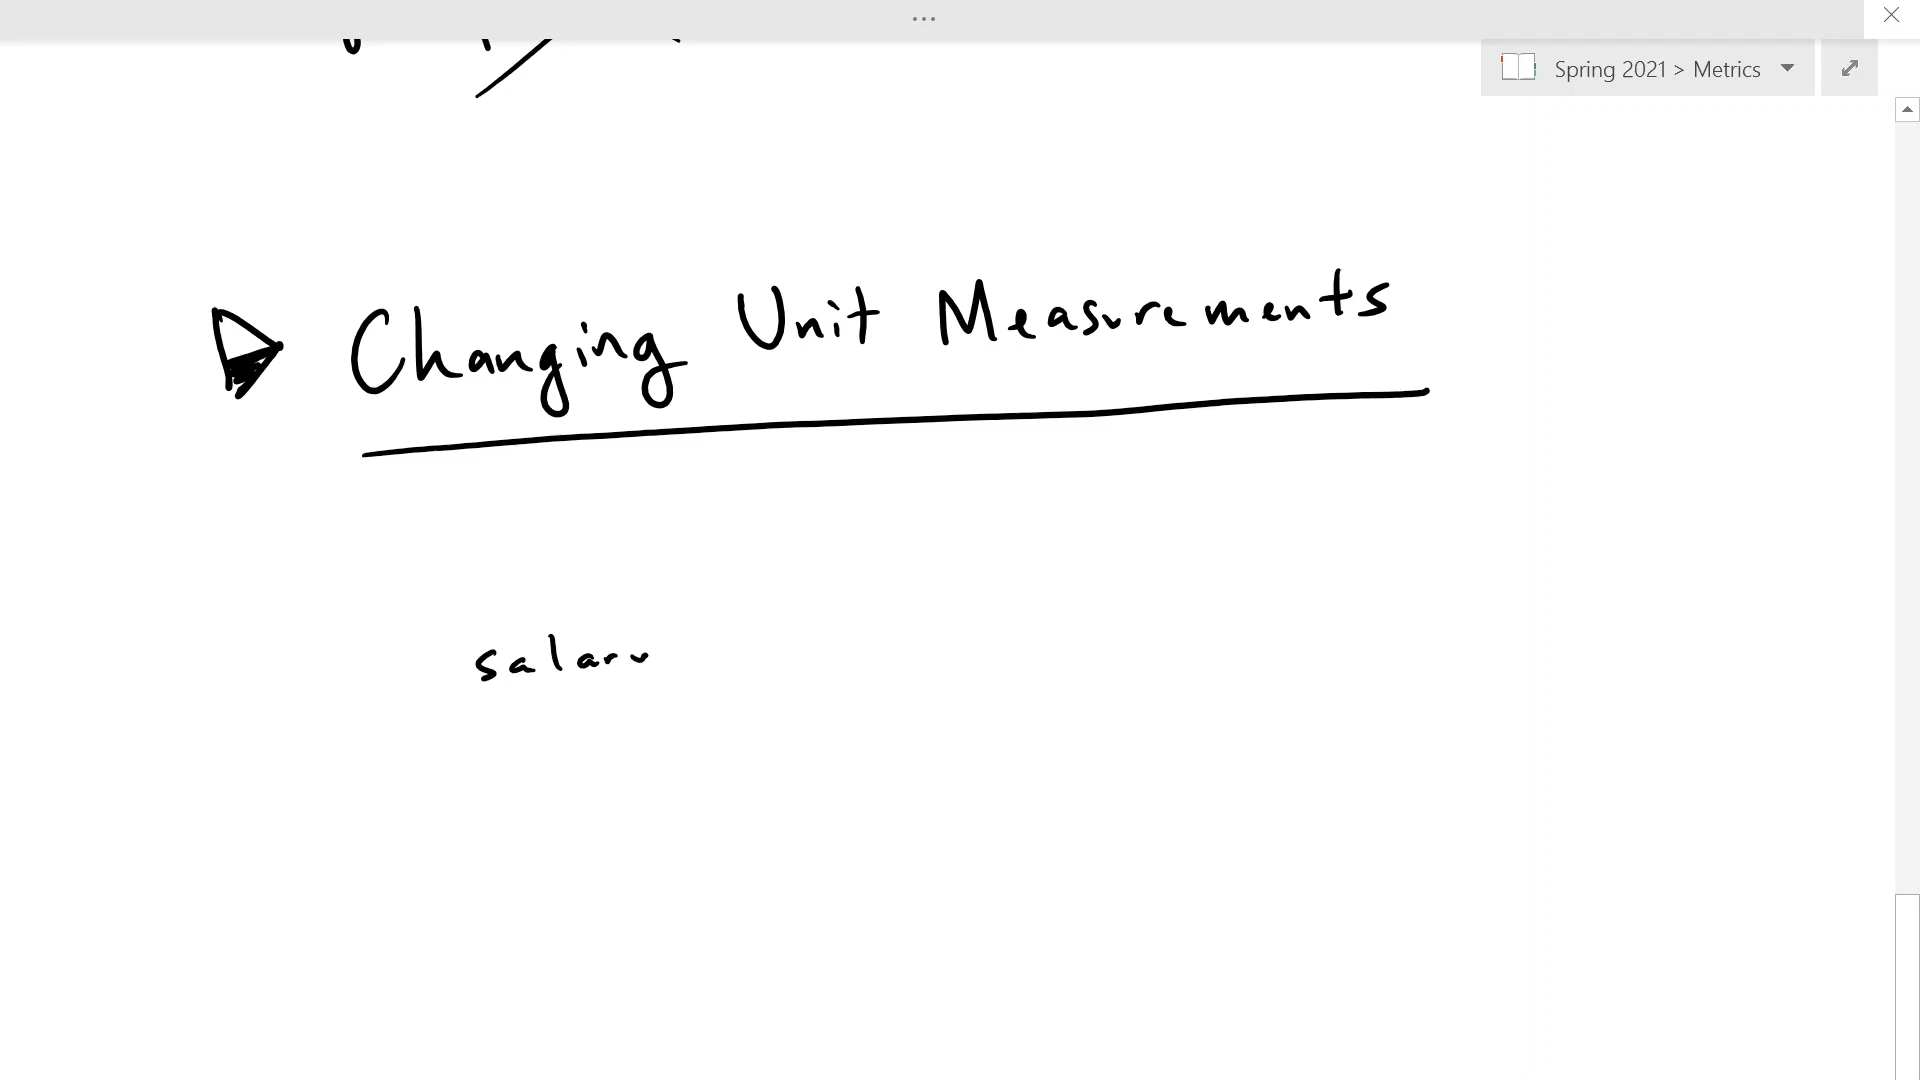 ...
Spring 2021 > Metrics
Changing Unit Measurements
salary